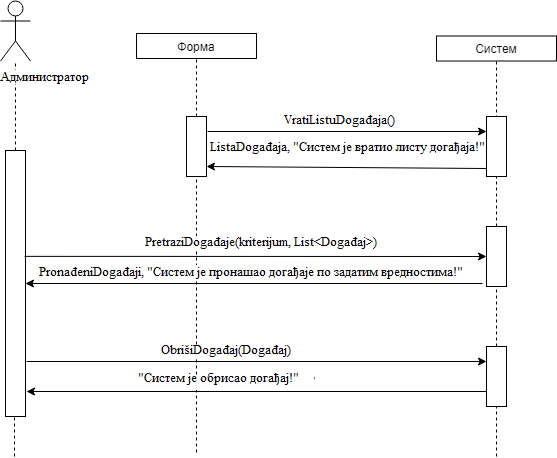 Форма
Систем
Администратор
VratiListuDogađaja()
ListaDogađaja, "Систем је вратио листу догађаја!"
PretraziDogađaje(kriterijum, List<Događaj>)
PronađeniDogađaji, "Систем је пронашао догађаје по задатим вредностима!"
ObrišiDogađaj(Događaj)
"Систем је обрисао догађај!"